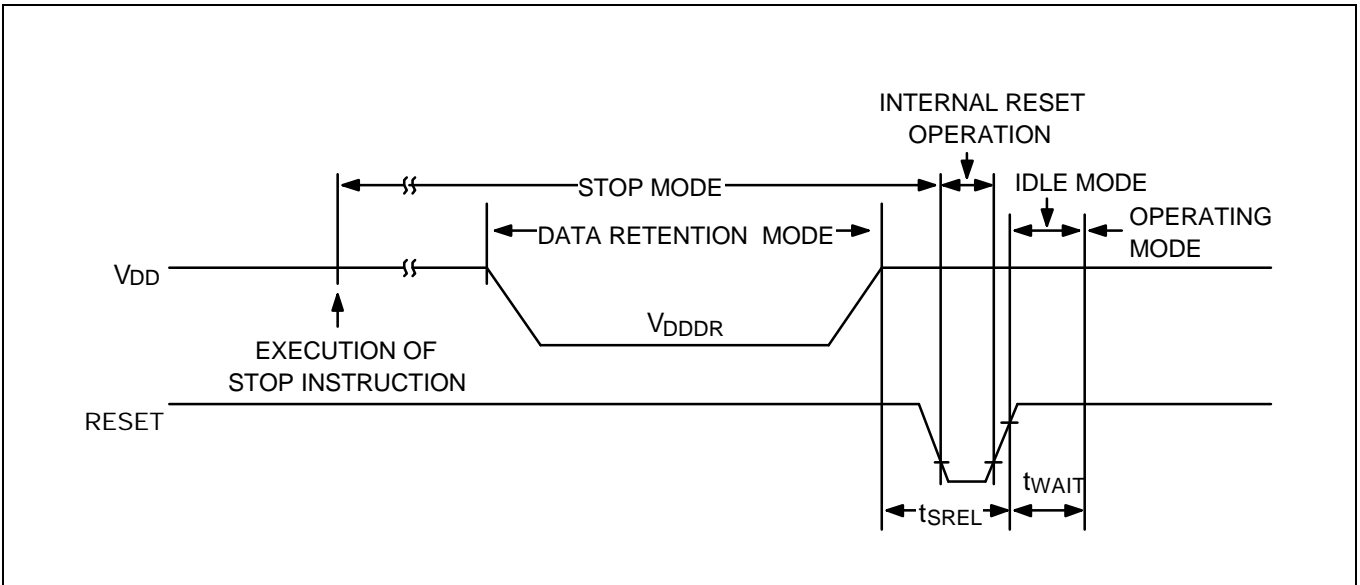 INTERNAL RESET
OPERATION
STOP MODE
IDLE MODE
DATA RETENTION MODE
OPERATING
MODE
VDD
VDDDR
EXECUTION OF
STOP INSTRUCTION
RESET
tWAIT
tSREL